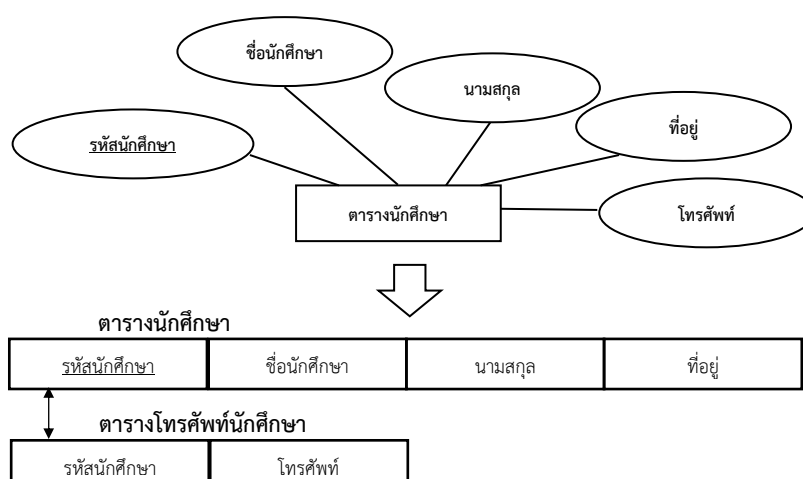 ชื่อนักศึกษา
นามสกุล
ที่อยู่
รหัสนักศึกษา
ตารางนักศึกษา
โทรศัพท์
ตารางนักศึกษา
รหัสนักศึกษา ชื่อนักศึกษา นามสกุล ที่อยู่
ตารางโทรศัพท์นักศึกษา
รหัสนักศึกษา โทรศัพท์